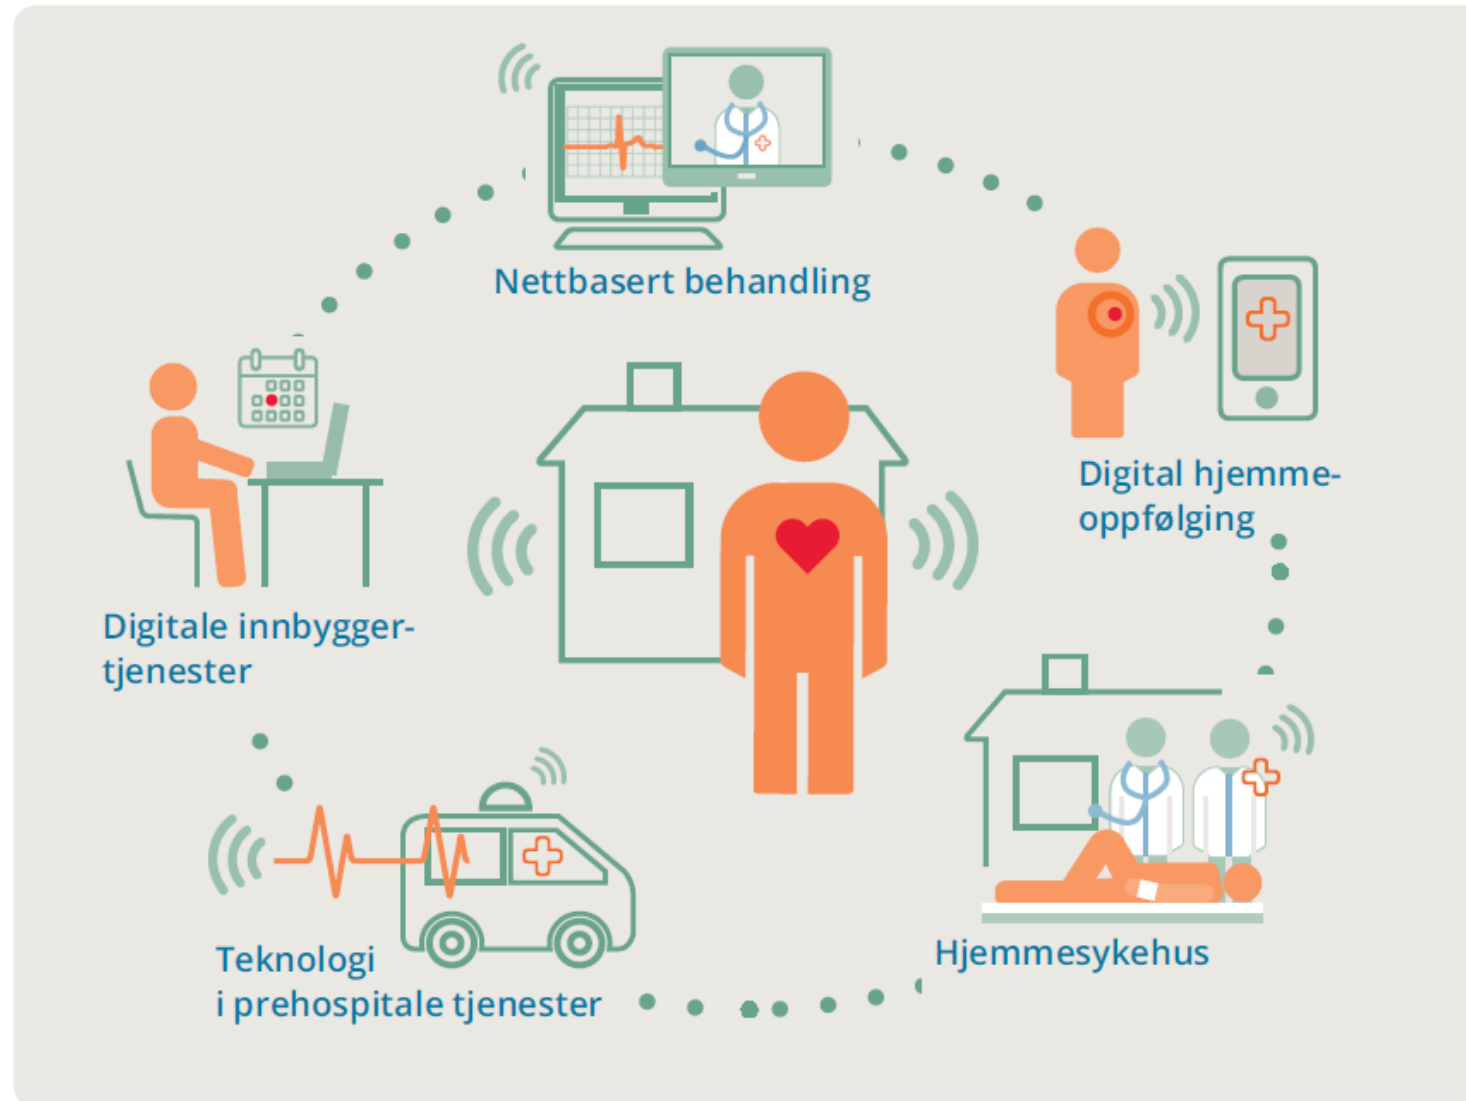 Nettbasert behandling
Digital hjemme-
oppfølging
Digitale innbygger-
tjenester
Hjemmesykehus
Teknologi
i prehospitale tjenester